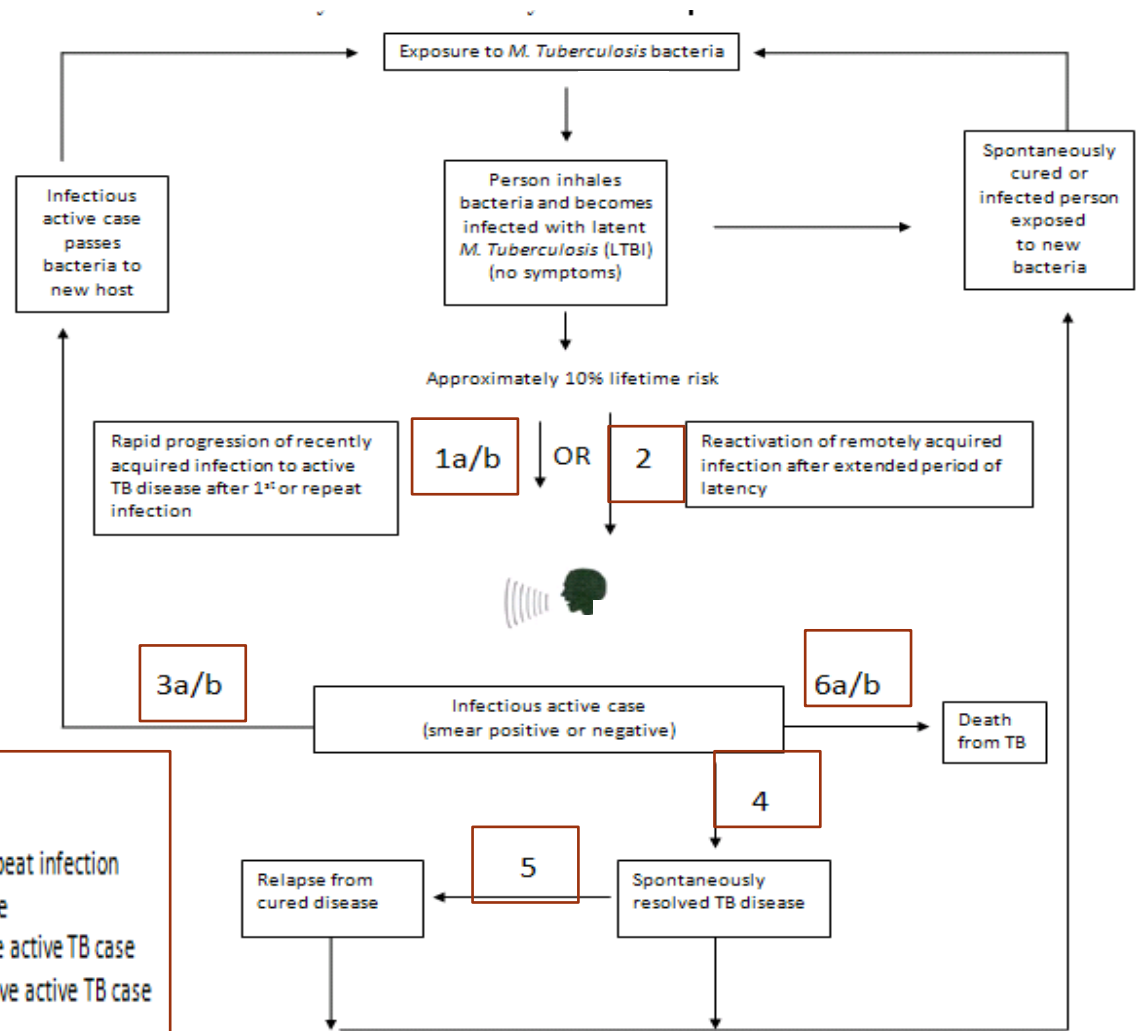 Exposure to M. Tuberculosis bacteria
Infectious
active case
passes
bacteria to
new host
Person inhales
bacteria and becomes
infected with latent
M. Tuberculosis (LTBI)
(no symptoms)
Spontaneously
cured or
infected person
exposed
to new
bacteria
Approximately 10% lifetime risk
Rapid progression of recently
acquired infection to active
TB disease after 1st or repeat
infection
1a/b
OR
2
Reactivation of remotely acquired
infection after extended period of
latency
3a/b
6a/b
Infectious active case
(smear positive or negative)
Death
from TB
4
5
Relapse from
cured disease
Spontaneously
resolved TB disease
infection
active TB case
active TB case